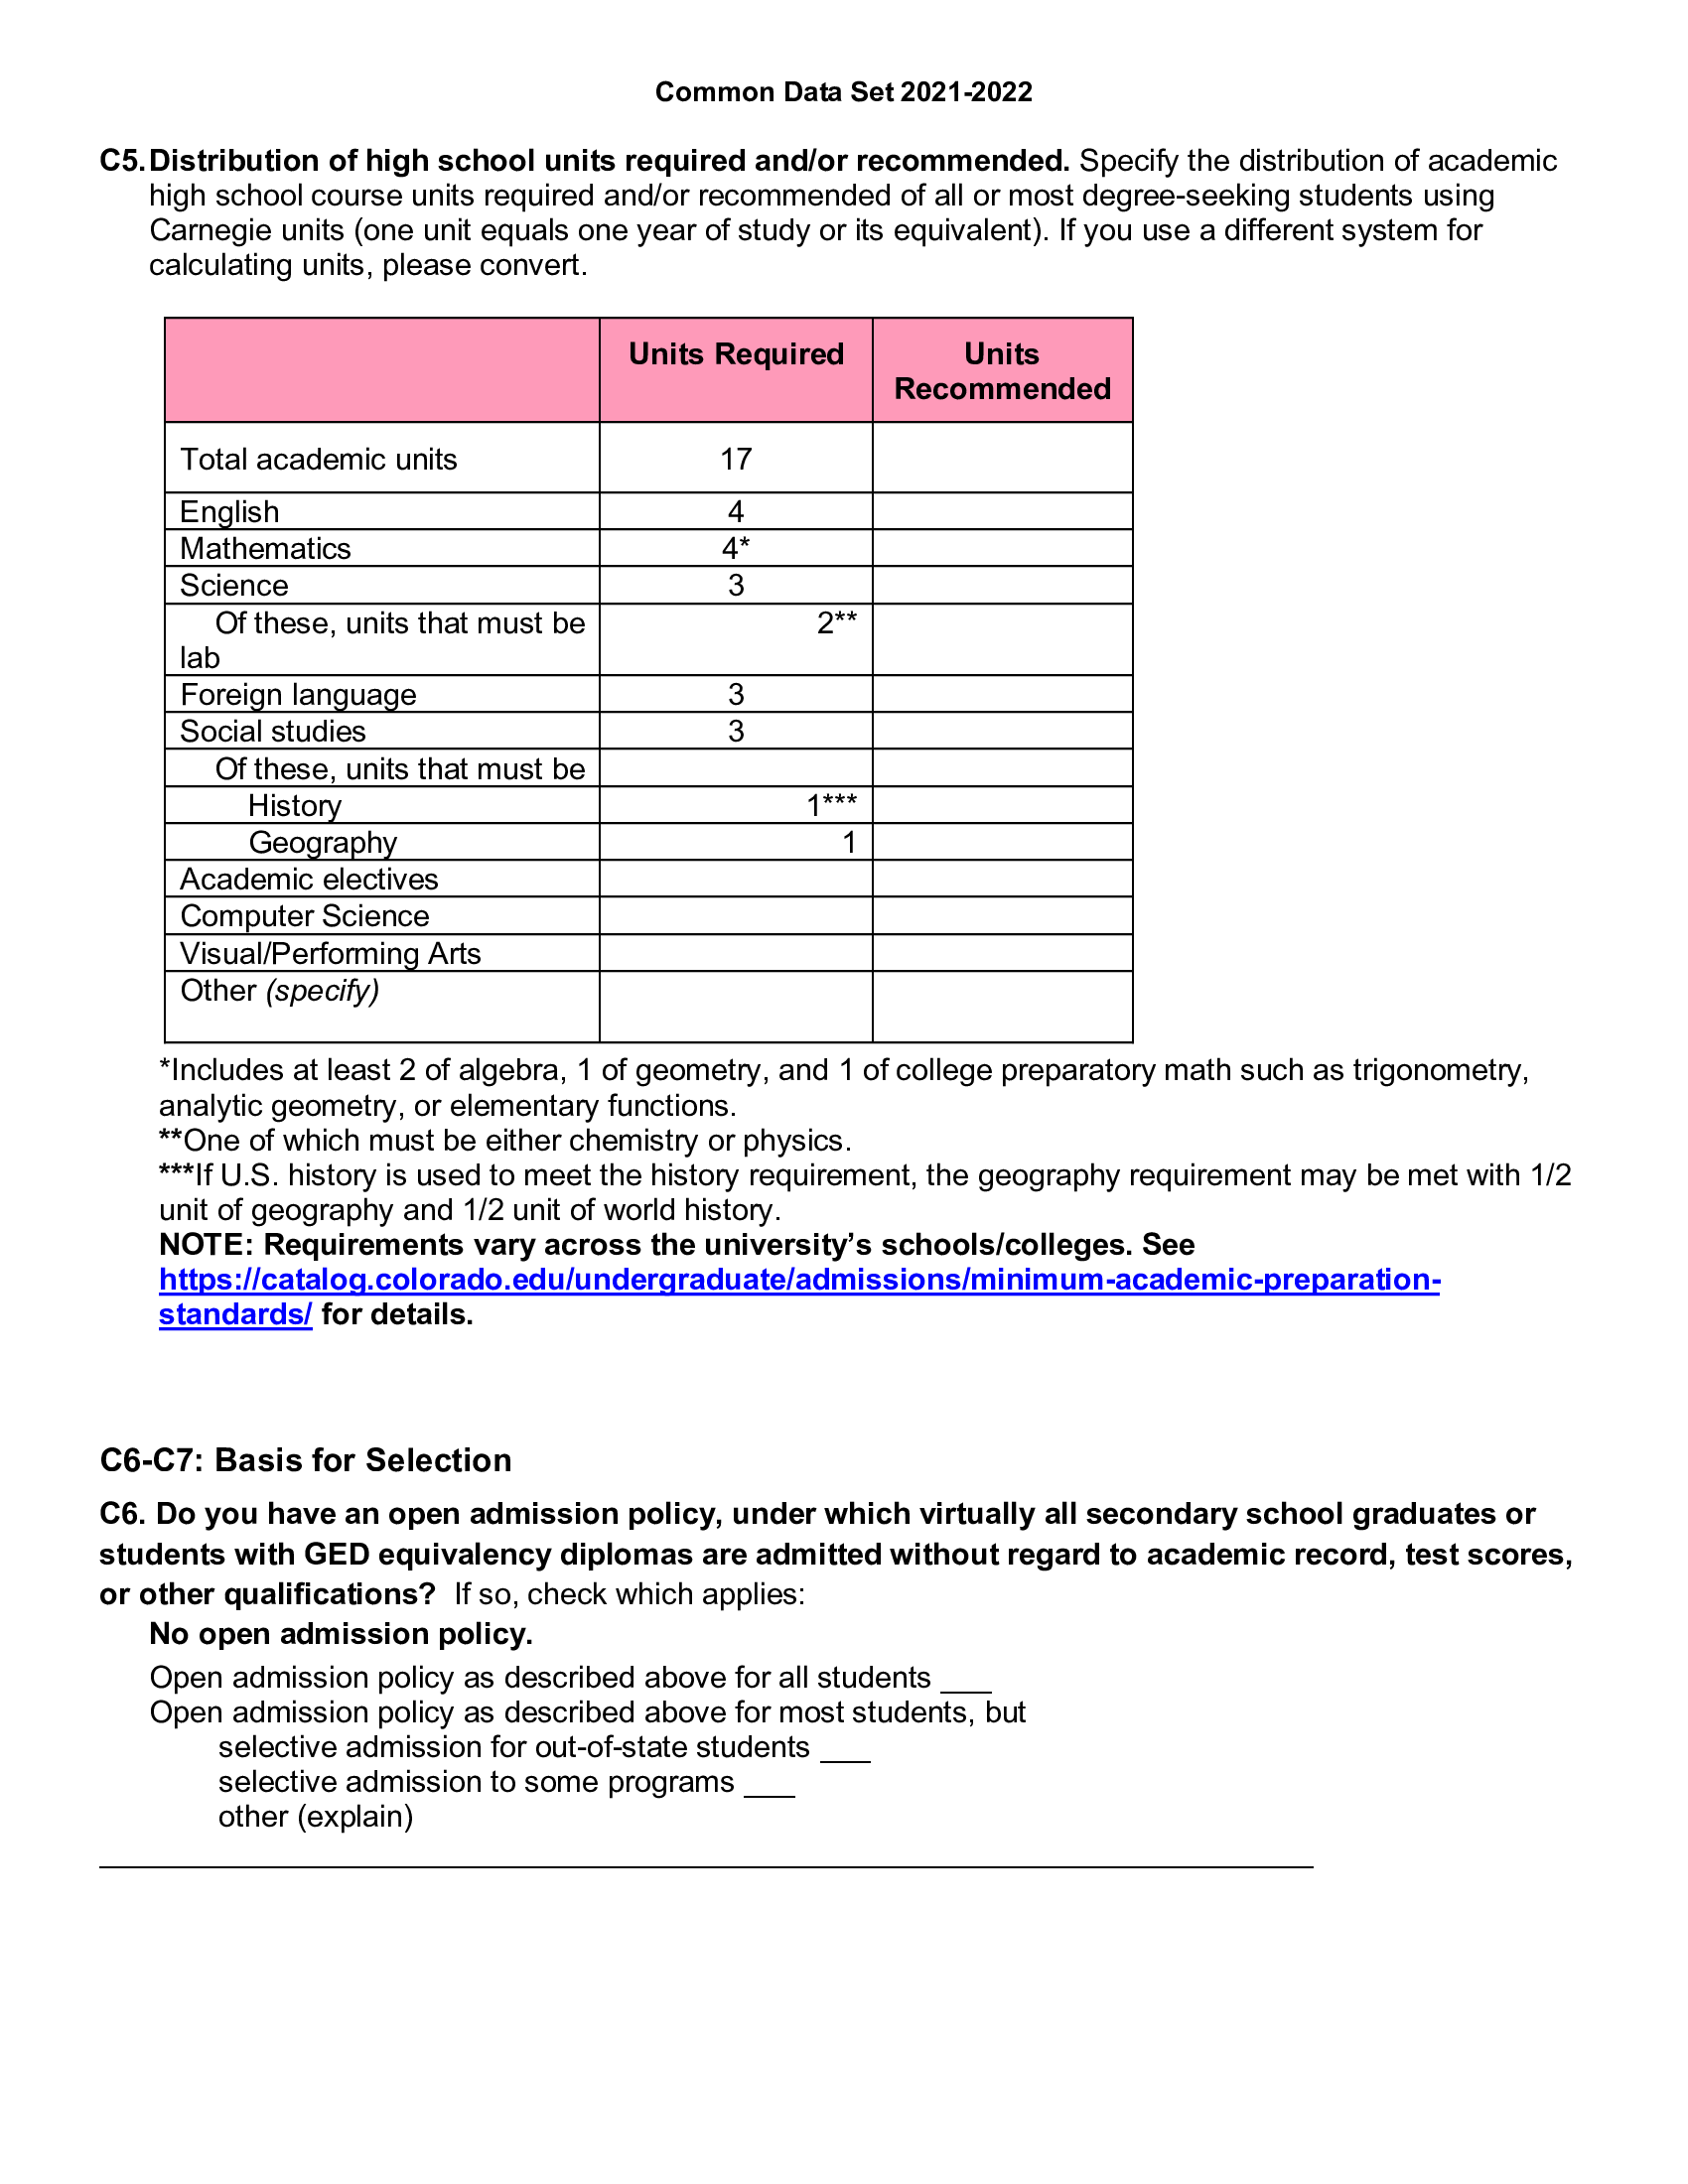 Common Data Set 2021-2022
C5. Distribution of high school units required and/or recommended. Specify the distribution of academic
high school course units required and/or recommended of all or most degree-seeking students using
Carnegie units (one unit equals one year of study or its equivalent). If you use a different system for
calculating units, please convert.
Units Required Units
Recommended
Total academic units 17
English 4
Mathematics 4*
Science 3
Of these, units that must be 2**
lab
Foreign language 3
Social studies 3
Of these, units that must be
History 1***
Geography 1
Academic electives
Computer Science
Visual/Performing Arts
Other (specify)
*Includes at least 2 of algebra, 1 of geometry, and 1 of college preparatory math such as trigonometry,
analytic geometry, or elementary functions.
**One of which must be either chemistry or physics.
***If U.S. history is used to meet the history requirement, the geography requirement may be met with 1/2
unit of geography and 1/2 unit of world history.
NOTE: Requirements vary across the university’s schools/colleges. See
https://catalog.colorado.edu/undergraduate/admissions/minimum-academic-preparation-
standards/ for details.
C6-C7: Basis for Selection
C6. Do you have an open admission policy, under which virtually all secondary school graduates or
students with GED equivalency diplomas are admitted without regard to academic record, test scores,
or other qualifications? If so, check which applies:
No open admission policy.
Open admission policy as described above for all students ___
Open admission policy as described above for most students, but
selective admission for out-of-state students ___
selective admission to some programs ___
other (explain)